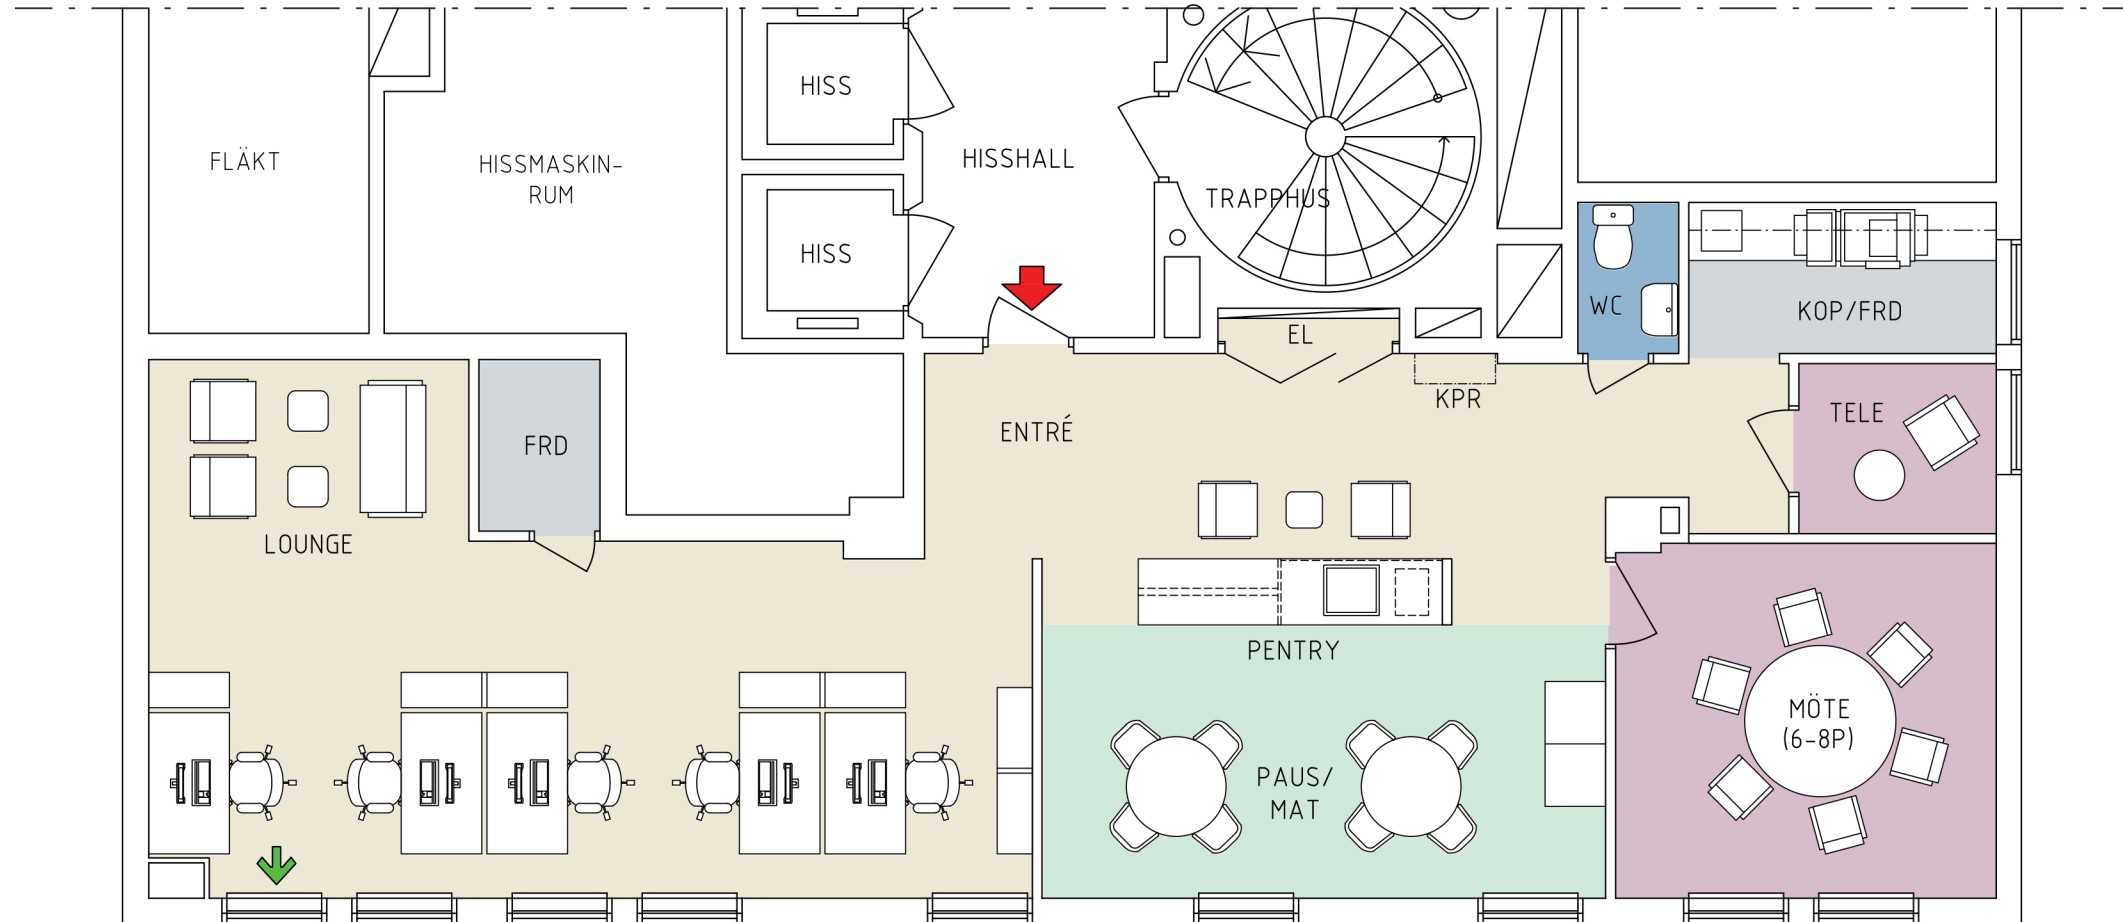 HISS
FLÄKT
HISSMASKIN-
RUM
HISSHALL
TRAPPHUS
HISS
WC
KOP/FRD
EL
KPR
TELE
ENTRÉ
FRD
LOUNGE
PENTRY
MÖTE
(6-8P)
PAUS/
MAT